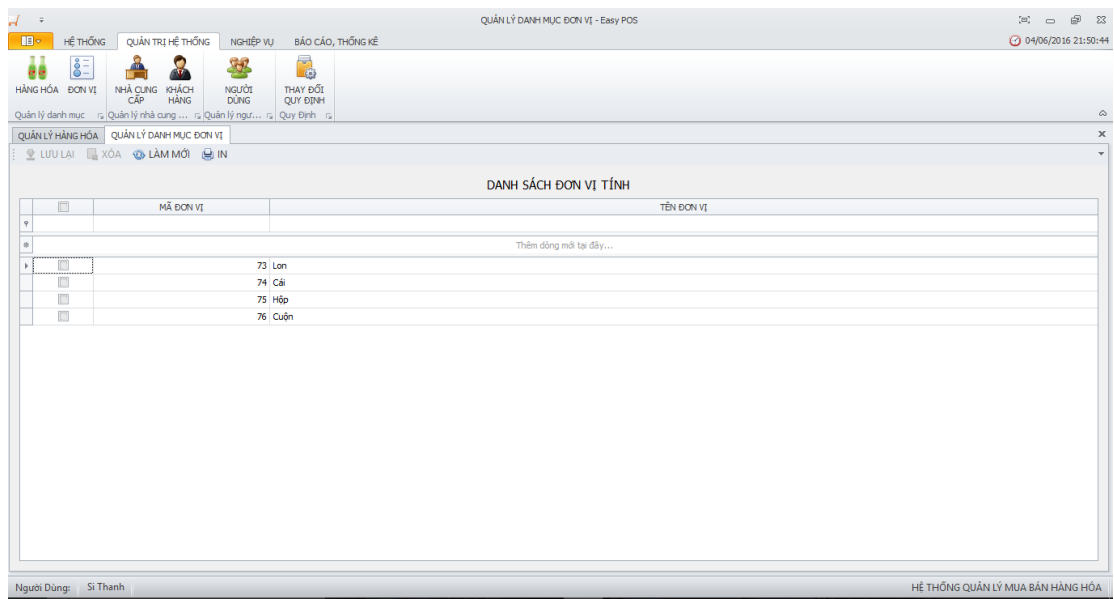 QUẢN LÝ DANH MỤC ĐƠN VỊ - Easy POS
HỆ THỐNG QUẢN TRỊ HỆ THỐNG NGHIỆP VỤ BÁO CÁO, THỐNG KÊ 04/06/2016 21:50:44
HÀNG HÓA ĐƠN VỊ NHÀ CUNG CẤP KHÁCH HÀNG NGƯỜI DÙNG THAY ĐỔI QUY ĐỊNH
Quản lý danh mục Quản lý nhà cung ... Quản lý ngư... Quy Định
QUẢN LÝ HÀNG HÓA QUẢN LÝ DANH MỤC ĐƠN VỊ
LƯU LẠI XÓA LÀM MỚI IN
DANH SÁCH ĐƠN VỊ TÍNH
MÃ ĐƠN VỊ TÊN ĐƠN VỊ
Thêm dòng mới tại đây...
73 Lon
74 Cái
75 Hộp
76 Cuộn
Người Dùng: Si Thanh HỆ THỐNG QUẢN LÝ MUA BÁN HÀNG HÓA